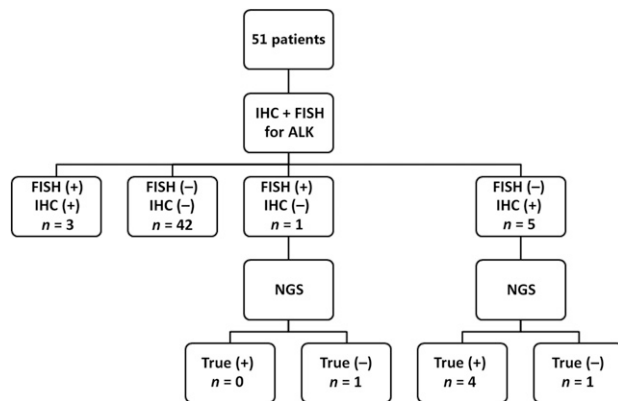 51 patients
IHC + FISH
for ALK
FISH (+)
IHC (+)
n = 3
FISH (–)
IHC (–)
n = 42
FISH (+)
IHC (–)
n = 1
FISH (–)
IHC (+)
n = 5
NGS
NGS
True (+)
n = 0
True (–)
n = 1
True (+)
n = 4
True (–)
n = 1